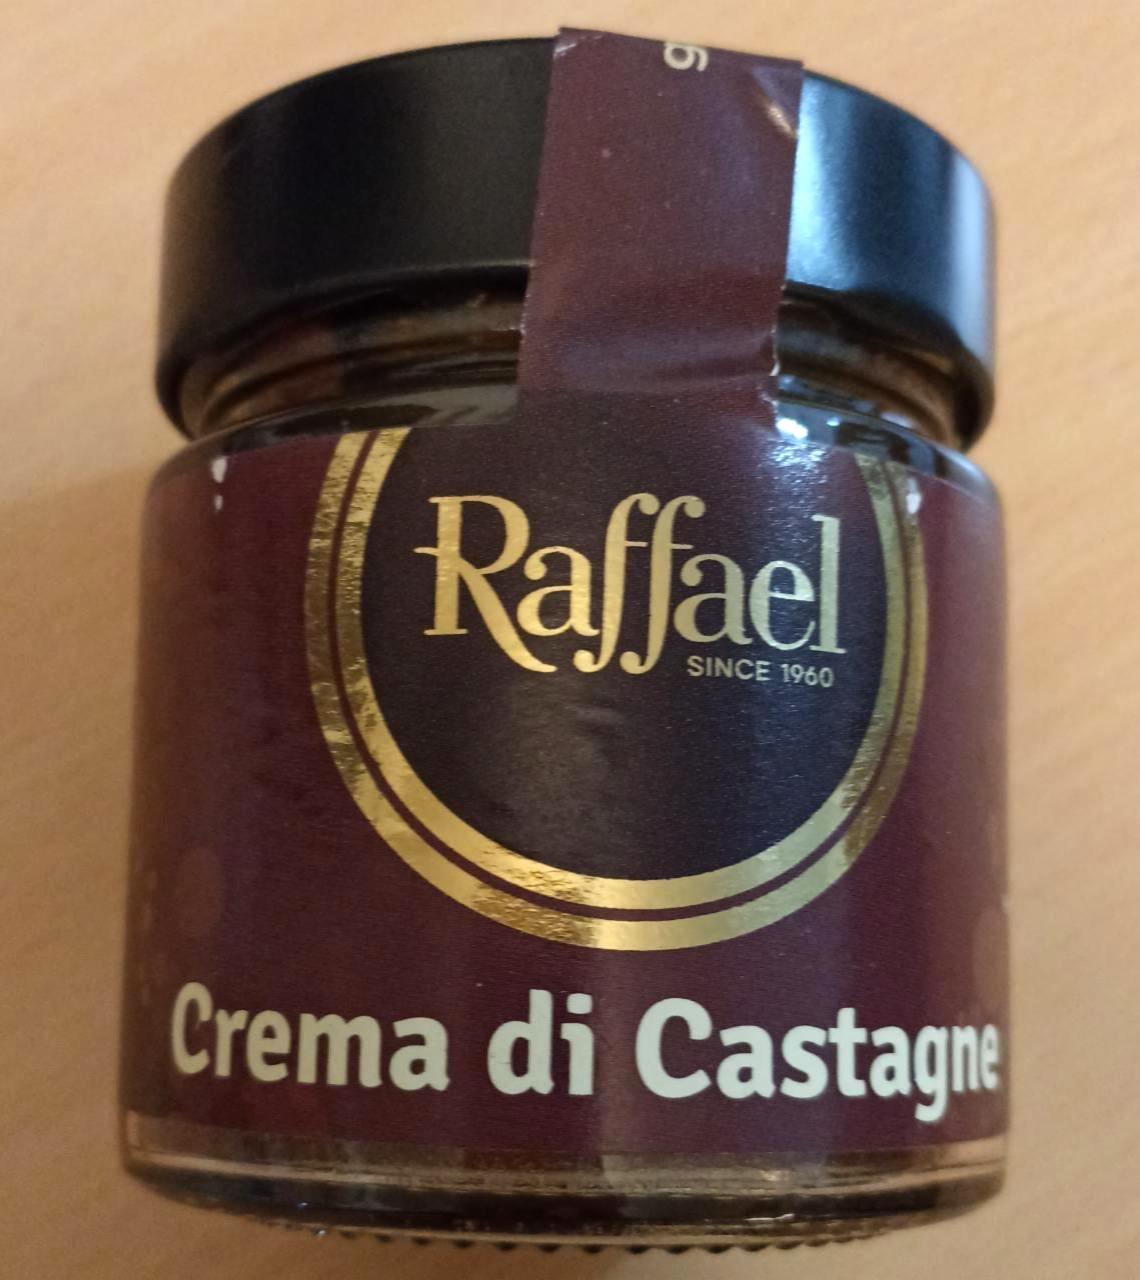 g
Raffael
SINCE 1960
Crema di Castagne